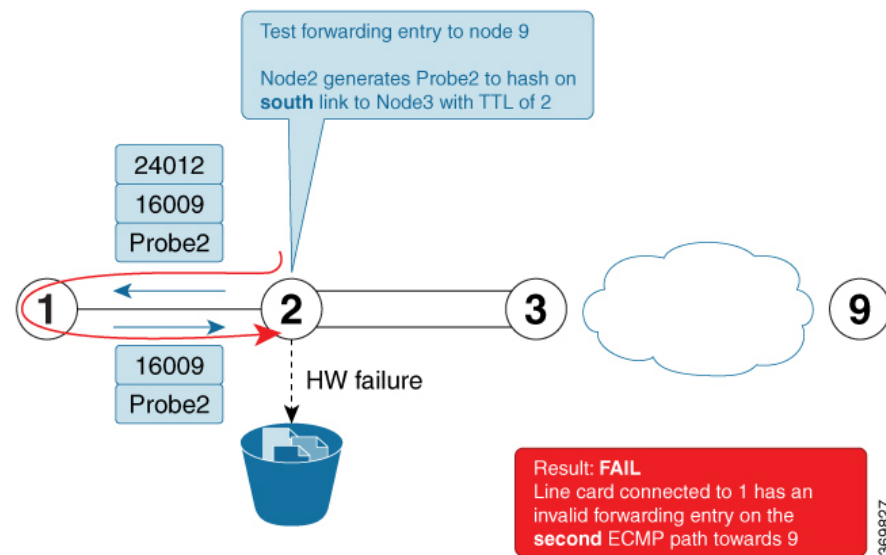 Test forwarding entry to node 9
Node2 generates Probe2 to hash on
south link to Node3 with TTL of 2
24012
16009
Probe2
1
2
3
9
16009
Probe2
HW failure
Result: FAIL
Line card connected to 1 has an
invalid forwarding entry on the
second ECMP path towards 9